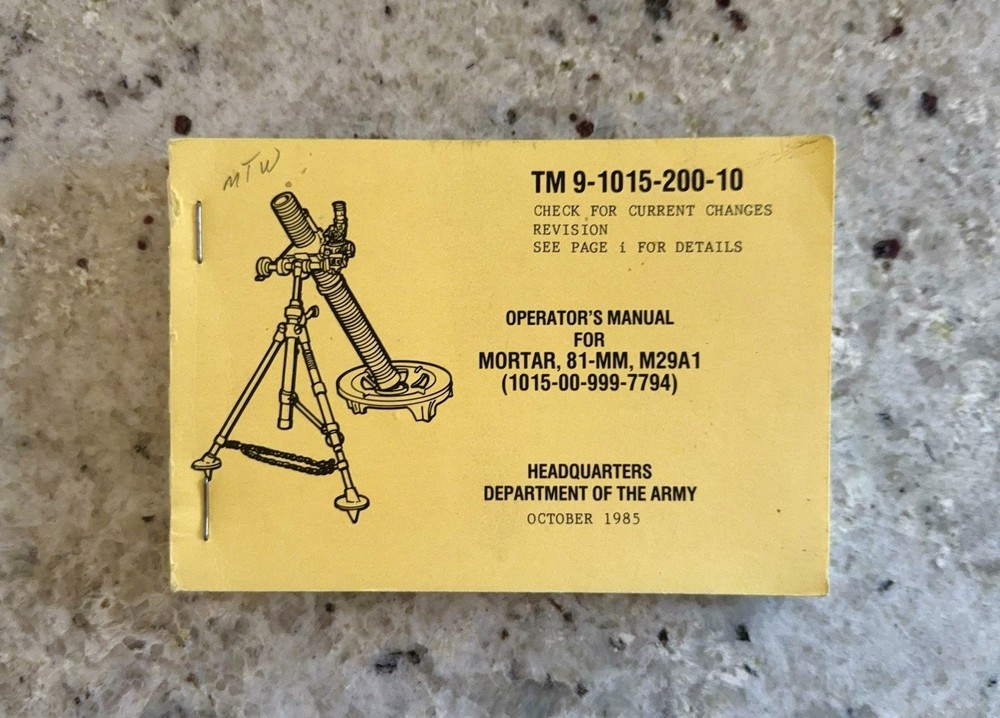 MTW
TM 9-1015-200-10
CHECK FOR CURRENT CHANGES
REVISION
SEE PAGE i FOR DETAILS
OPERATOR'S MANUAL
FOR
MORTAR, 81-MM, M29A1
(1015-00-999-7794)
HEADQUARTERS
DEPARTMENT OF THE ARMY
OCTOBER 1985